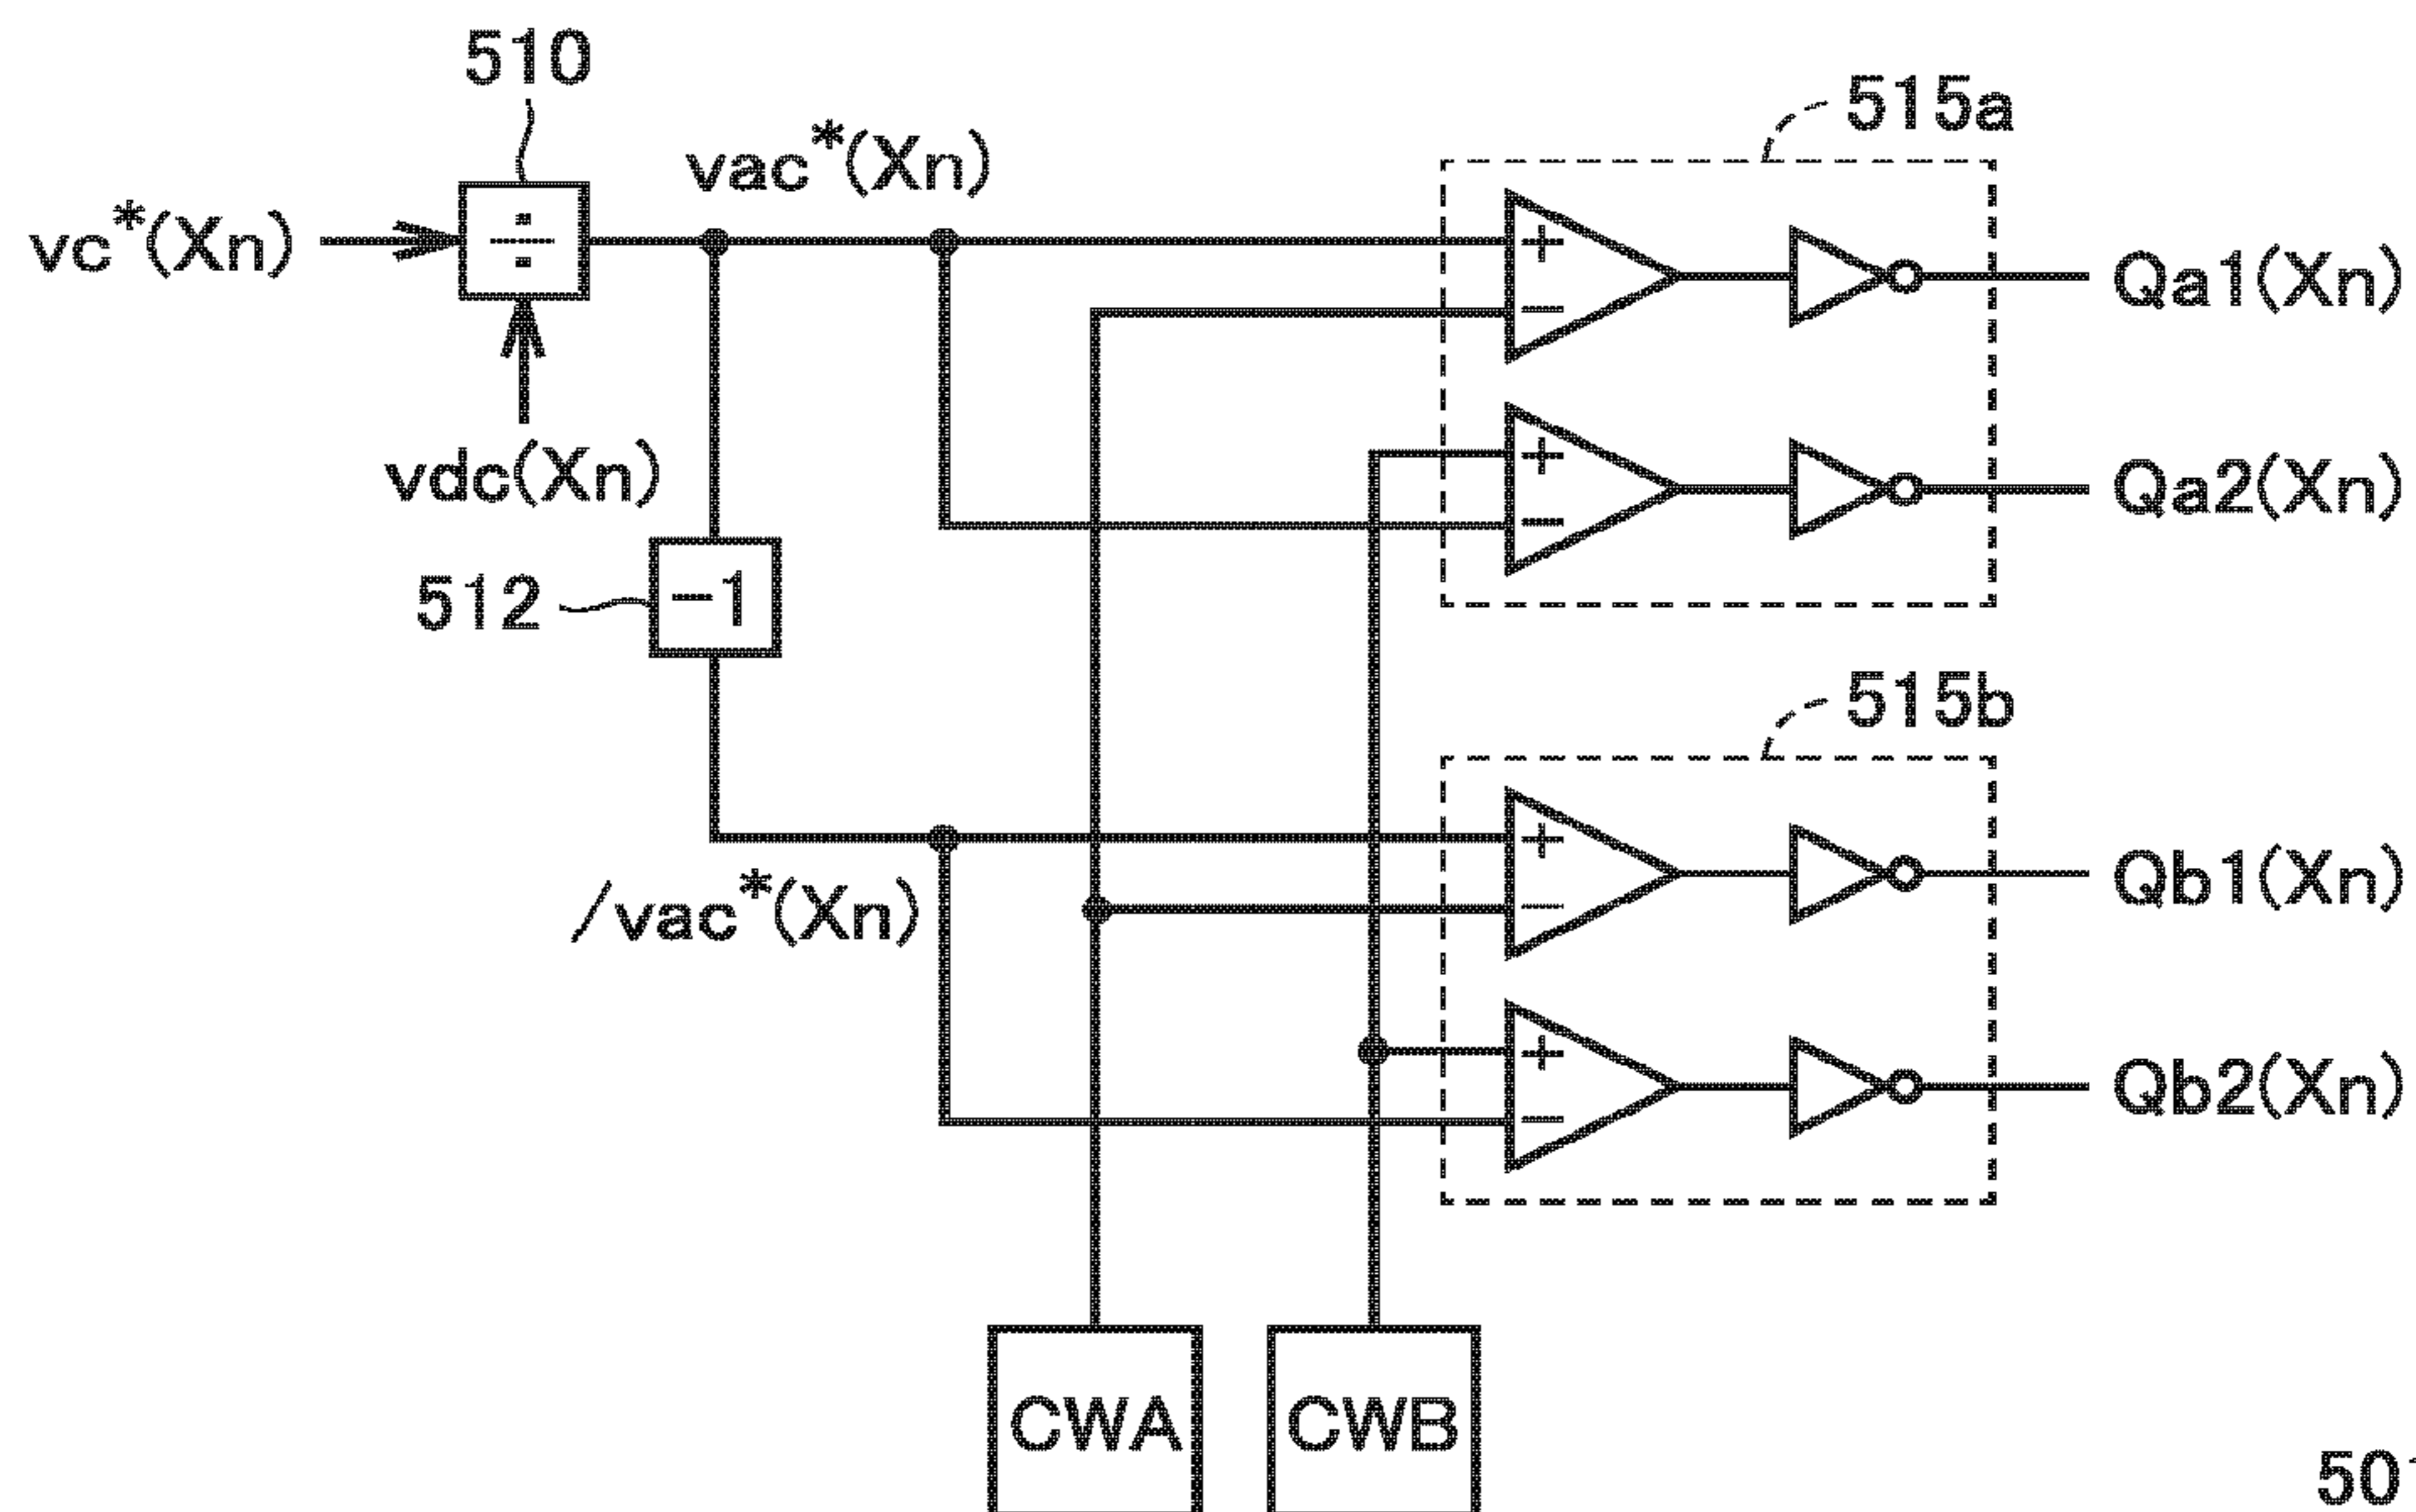 510
515a
vac*(Xn)
vc*(Xn)
÷
+
−
Qa1(Xn)
vdc(Xn)
+
−
Qa2(Xn)
512
−1
515b
+
−
Qb1(Xn)
/vac*(Xn)
+
−
Qb2(Xn)
CWA
CWB